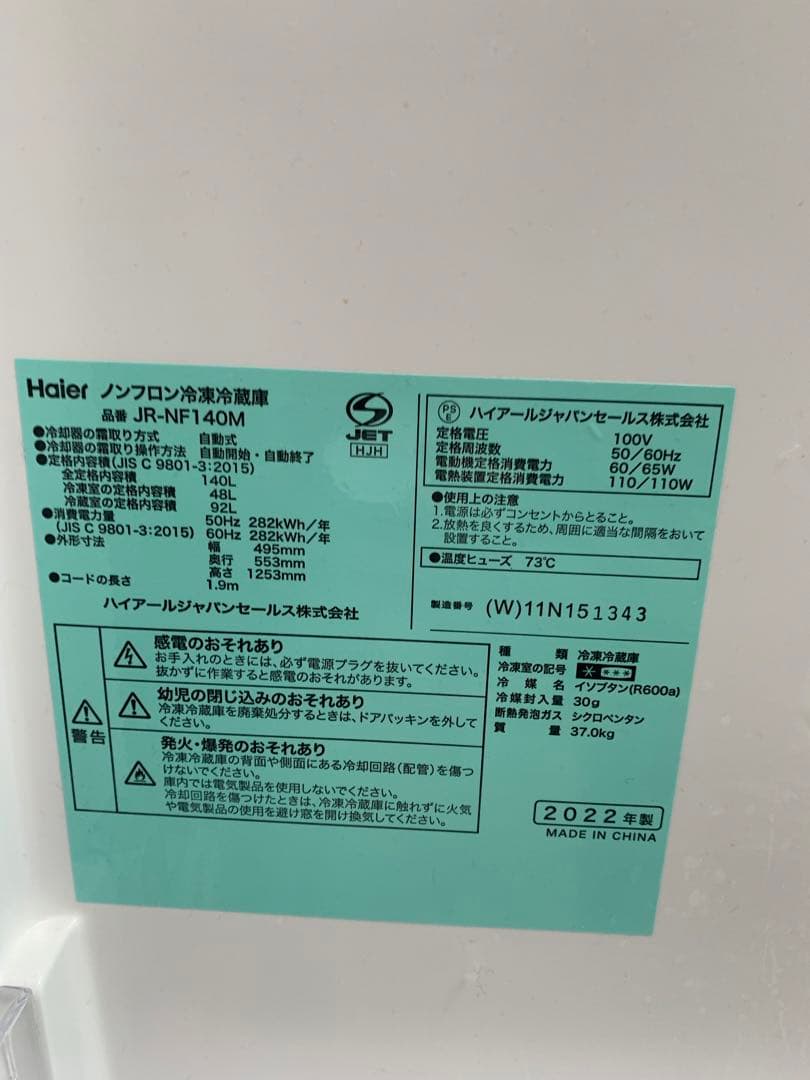 Haier ノンフロン冷凍冷蔵庫
品番 JR-NF140M
●冷却器の霜取り方式 自動式
●冷却器の霜取り操作方法 自動開始・自動終了
●定格内容積(JIS C 9801-3:2015)
全定格内容積 140L
冷凍室の定格内容積 48L
冷蔵室の定格内容積 92L
●消費電力量 50Hz 282kWh/年
(JIS C 9801-3:2015) 60Hz 282kWh/年
●外形寸法 幅 495mm
奥行 553mm
高さ 1253mm
●コードの長さ 1.9m
ハイアールジャパンセールス株式会社
JET
HJH
PSE ハイアールジャパンセールス株式会社
定格電圧 100V
定格周波数 50/60Hz
電動機定格消費電力 60/65W
電熱装置定格消費電力 110/110W
●使用上の注意
1.電源は必ずコンセントからとること。
2.放熱を良くするため、周囲に適当な間隔をおいて
設置すること。
●温度ヒューズ 73℃
製造番号 (W)11N151343
警告
感電のおそれあり
お手入れのときには、必ず電源プラグを抜いてください。
抜かずに作業すると感電のおそれがあります。
幼児の閉じ込みのおそれあり
冷凍冷蔵庫を廃棄処分するときは、ドアパッキンを外して
ください。
発火・爆発のおそれあり
冷凍冷蔵庫の背面や側面にある冷却回路(配管)を傷つ
けないでください。
庫内では電気製品を使用しないでください。
冷却回路を傷つけたときは、冷凍冷蔵庫に触れずに火気
や電気製品の使用を避け窓を開け換気してください。
種類 冷凍冷蔵庫
冷凍室の記号 * ***
冷媒名 イソブタン(R600a)
冷媒封入量 30g
断熱発泡ガス シクロペンタン
質量 37.0kg
2022年製
MADE IN CHINA